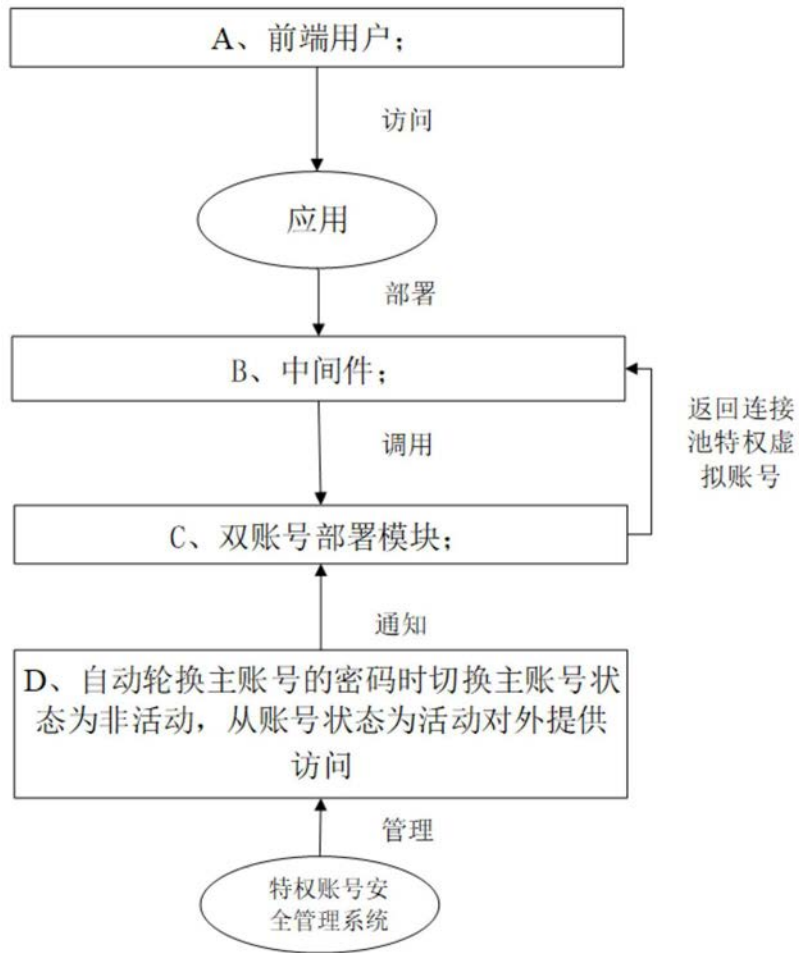 A、前端用户；
访问
应用
部署
B、中间件；
调用
返回连接
池特权虚
拟账号
C、双账号部署模块；
通知
D、自动轮换主账号的密码时切换主账号状
态为非活动，从账号状态为活动对外提供
访问
管理
特权账号安
全管理系统